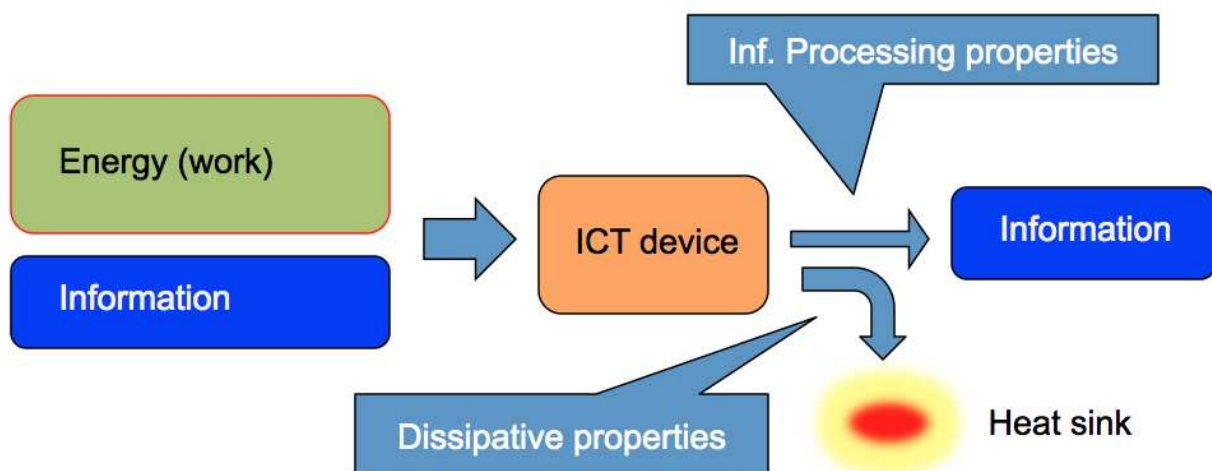 Inf. Processing properties
Energy (work)
Information
ICT device
Information
Dissipative properties
Heat sink